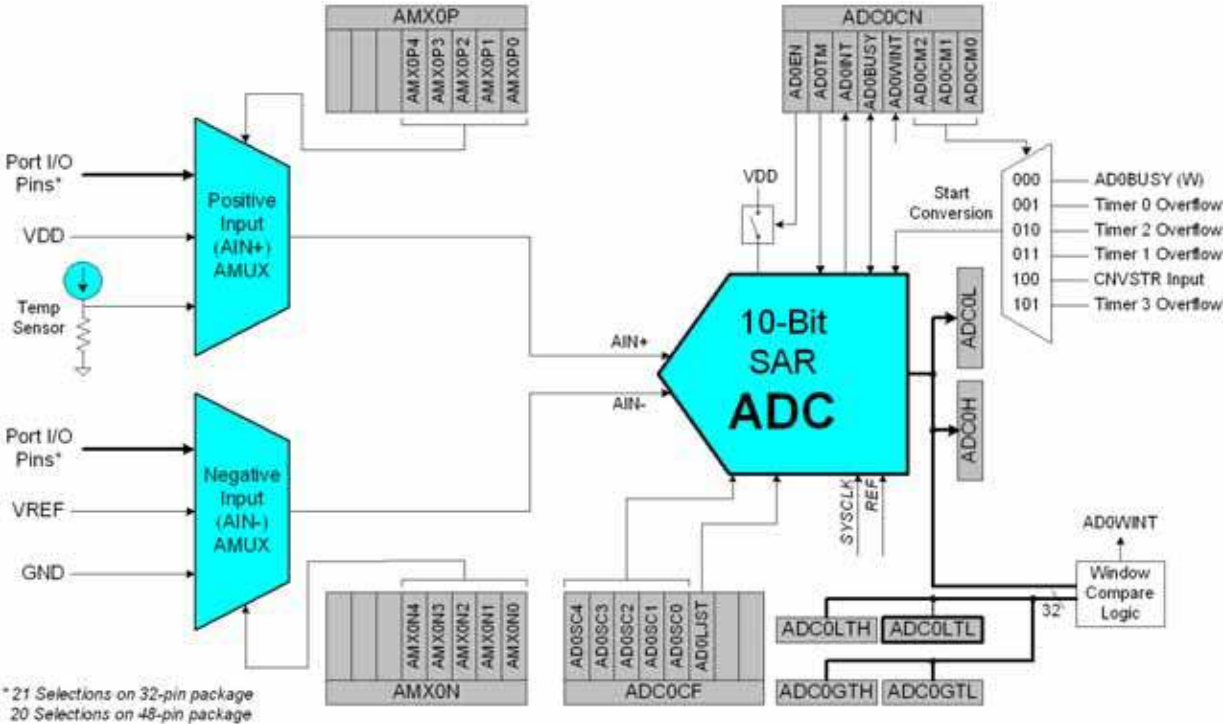 AMX0P
AMX0P4
AMX0P3
AMX0P2
AMX0P1
AMX0P0
ADC0CN
AD0EN
AD0TM
AD0INT
AD0BUSY
AD0WINT
AD0CM2
AD0CM1
AD0CM0
Port I/O
Pins*
VDD
Temp
Sensor
Positive
Input
(AIN+)
AMUX
VDD
Start
Conversion
000
AD0BUSY (W)
001
Timer 0 Overflow
010
Timer 2 Overflow
011
Timer 1 Overflow
100
CNVSTR Input
101
Timer 3 Overflow
AIN+
AIN-
10-Bit
SAR
ADC
ADC0L
ADC0H
Port I/O
Pins*
VREF
GND
Negative
Input
(AIN-)
AMUX
SYSCLK
REF
AD0WINT
Window
Compare
Logic
32
ADC0LTH
ADC0LTL
ADC0GTH
ADC0GTL
AMX0N4
AMX0N3
AMX0N2
AMX0N1
AMX0N0
AMX0N
AD0SC4
AD0SC3
AD0SC2
AD0SC1
AD0SC0
AD0LJST
ADC0CF
* 21 Selections on 32-pin package
20 Selections on 48-pin package